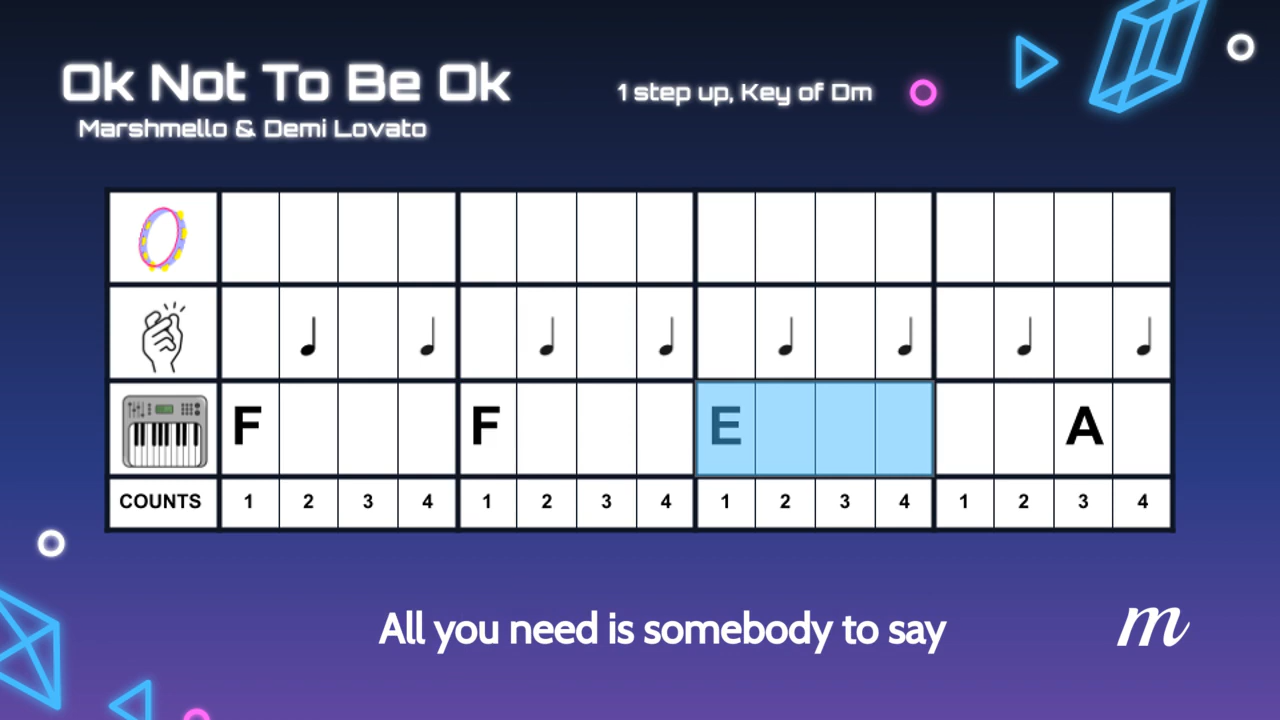 Ok Not To Be Ok
1 step up, Key of Dm
Marshmello & Demi Lovato
F F E A
COUNTS 1 2 3 4 1 2 3 4 1 2 3 4 1 2 3 4
All you need is somebody to say
m